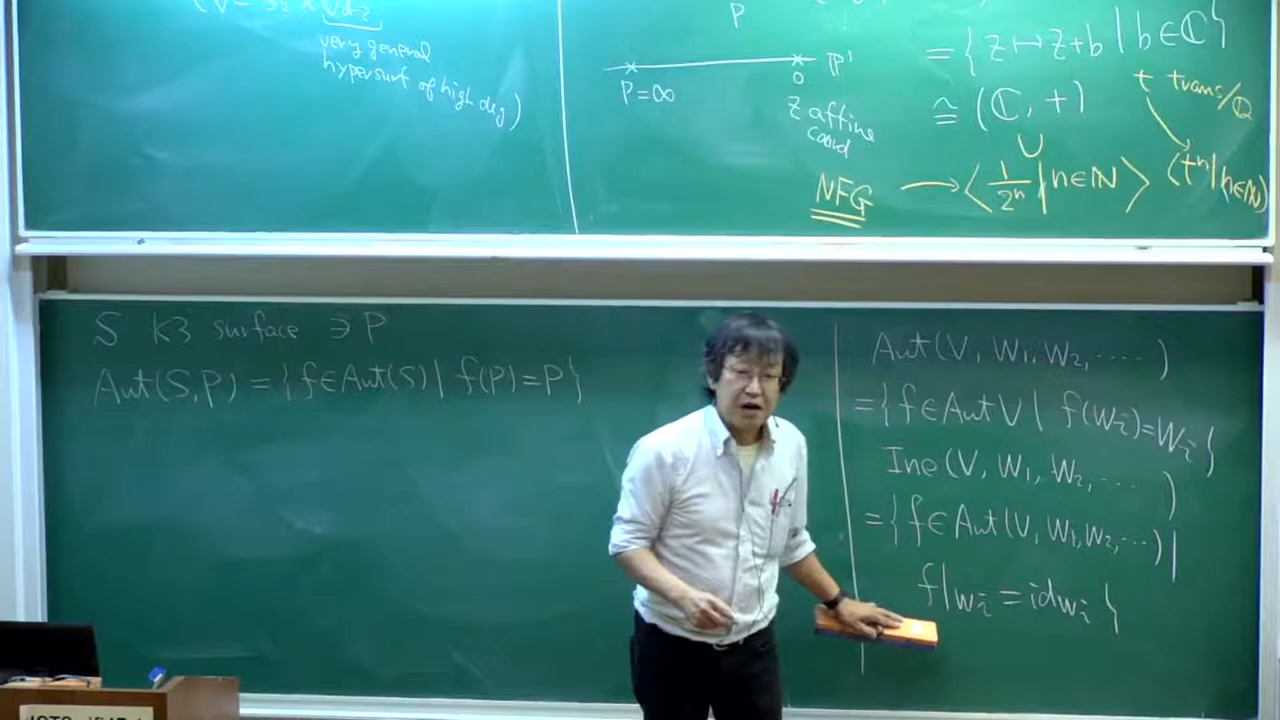 very general
hypersurf of high deg)
P
P=∞
0
ℙ¹
z affine
coord
= { z ↦ z+b | b ∈ ℂ }
≅ (ℂ, +)
∪
t trans/ℚ
NFG → ⟨ 1/2ⁿ | n∈ℕ ⟩ ⟨tⁿ | n∈ℕ⟩
S K3 surface ∋ P
Aut(S,P) = { f∈Aut(S) | f(P)=P }
Aut(V, W₁, W₂, ····)
= { f∈Aut V | f(Wᵢ)=Wᵢ }
Ine(V, W₁, W₂, ···)
= { f∈Aut(V, W₁, W₂, ···) |
f|wᵢ = idwᵢ }